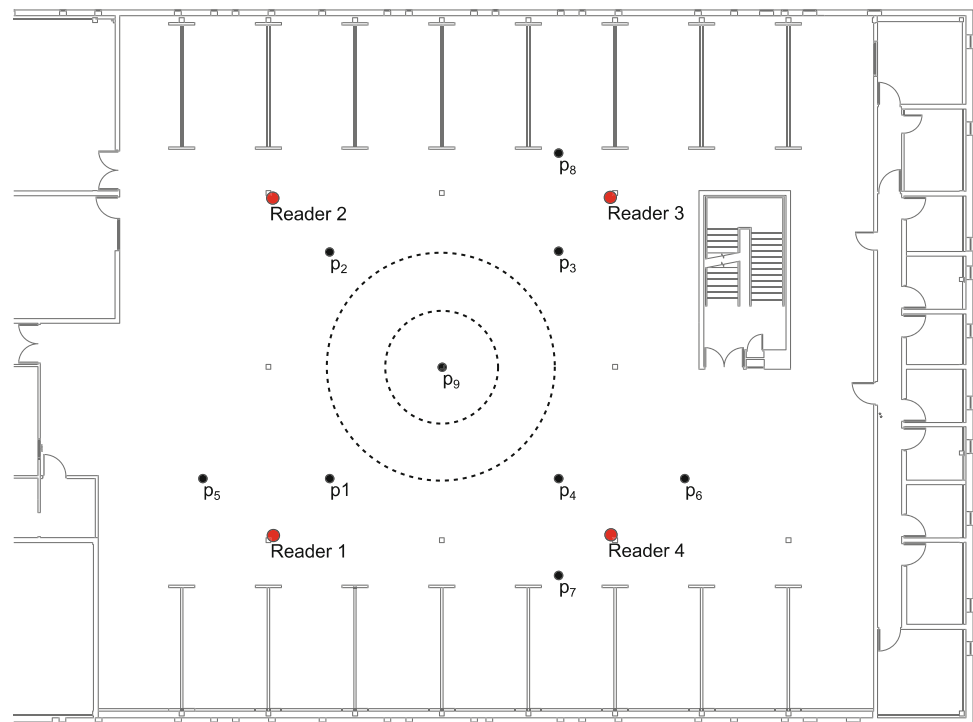 p₈
Reader 2
Reader 3
p₂
p₃
p₉
p₅
p1
p₄
p₆
Reader 1
Reader 4
p₇